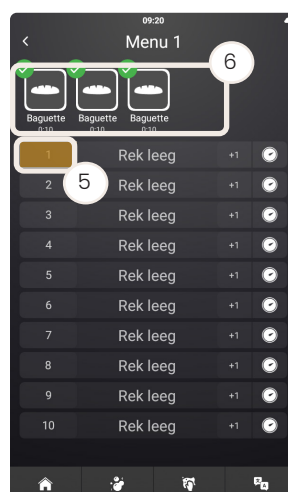 09:20
Menu 1
6
Baguette Baguette Baguette
0:10 0:10 0:10
1 Rek leeg +1
5
2 Rek leeg +1
3 Rek leeg +1
4 Rek leeg +1
5 Rek leeg +1
6 Rek leeg +1
7 Rek leeg +1
8 Rek leeg +1
9 Rek leeg +1
10 Rek leeg +1